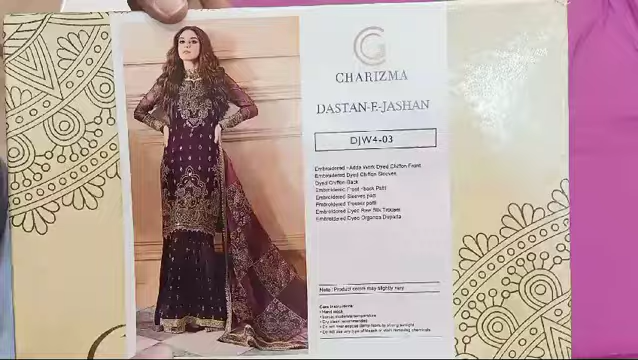 CHARIZMA
DASTAN-E-JASHAN
DJW4-03
Embroidered +Adda Work Dyed Chiffon Front
Embroidered Dyed Chiffon Sleeves
Dyed Chiffon Back
Embroidered Front +Back Patti
Embroidered Sleeves patti
Embroidered Trouser patti
Embroidered Dyed Raw Silk Trouser
Embroidered Dyed Organza Dupatta
Note: Product colors may slightly vary
Care Instructions